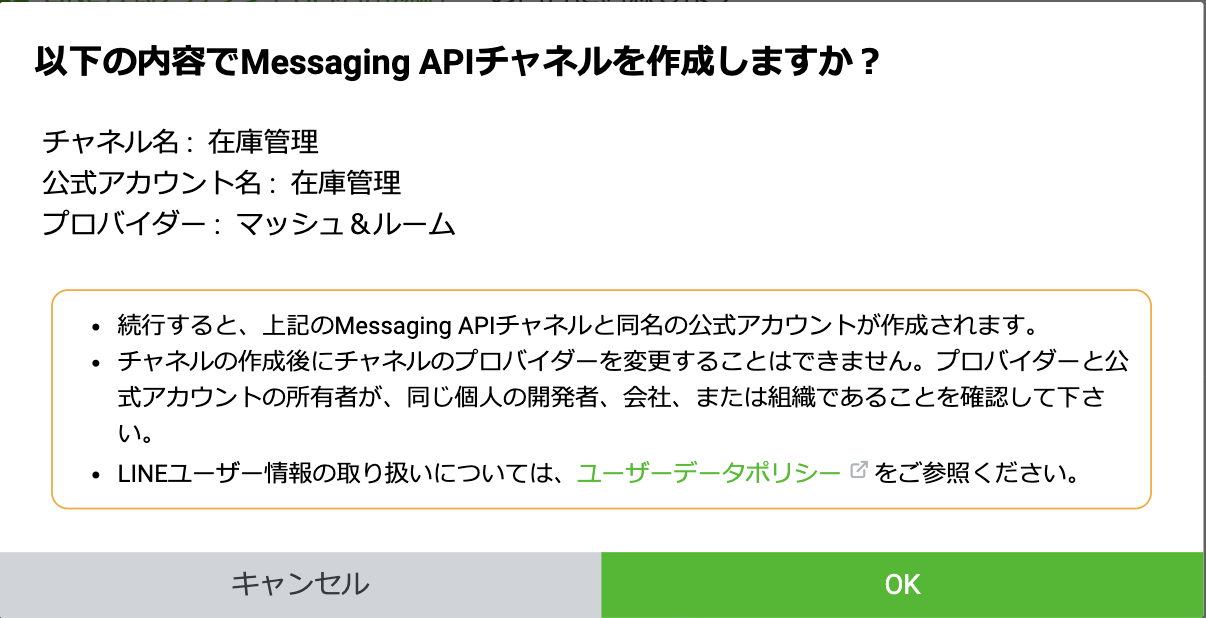 以下の内容でMessaging APIチャネルを作成しますか？
チャネル名： 在庫管理
公式アカウント名： 在庫管理
プロバイダー： マッシュ＆ルーム
• 続行すると、上記のMessaging APIチャネルと同名の公式アカウントが作成されます。
• チャネルの作成後にチャネルのプロバイダーを変更することはできません。プロバイダーと公
式アカウントの所有者が、同じ個人の開発者、会社、または組織であることを確認して下さ
い。
• LINEユーザー情報の取り扱いについては、ユーザーデータポリシー をご参照ください。
キャンセル
OK